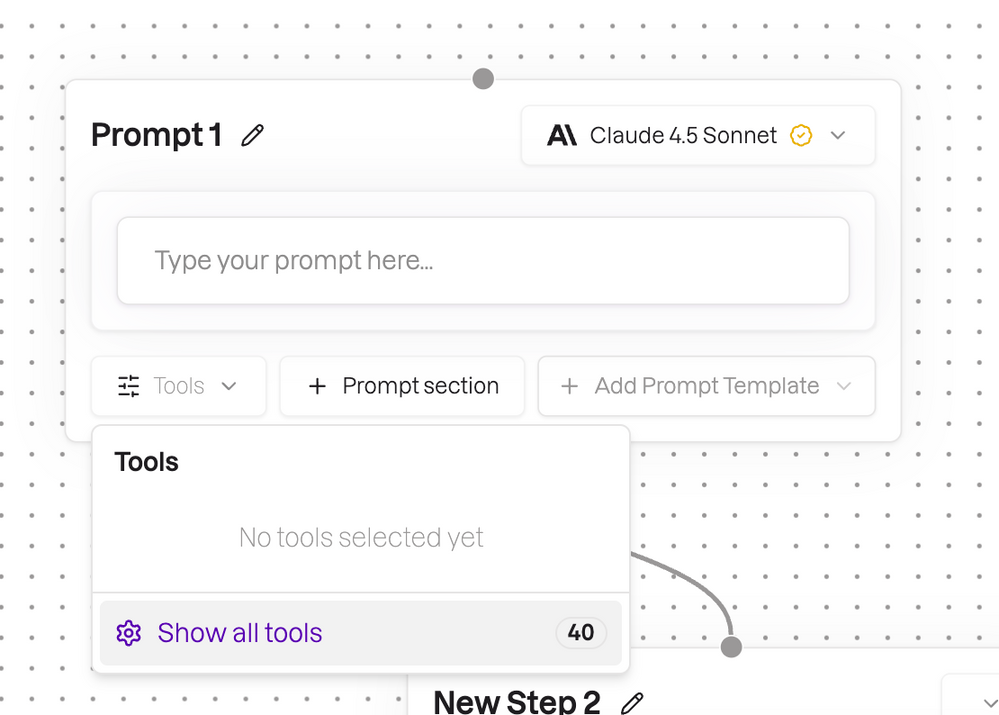 Prompt 1
Claude 4.5 Sonnet
Type your prompt here...
Tools
Prompt section
Add Prompt Template
Tools
No tools selected yet
Show all tools
40
New Step 2